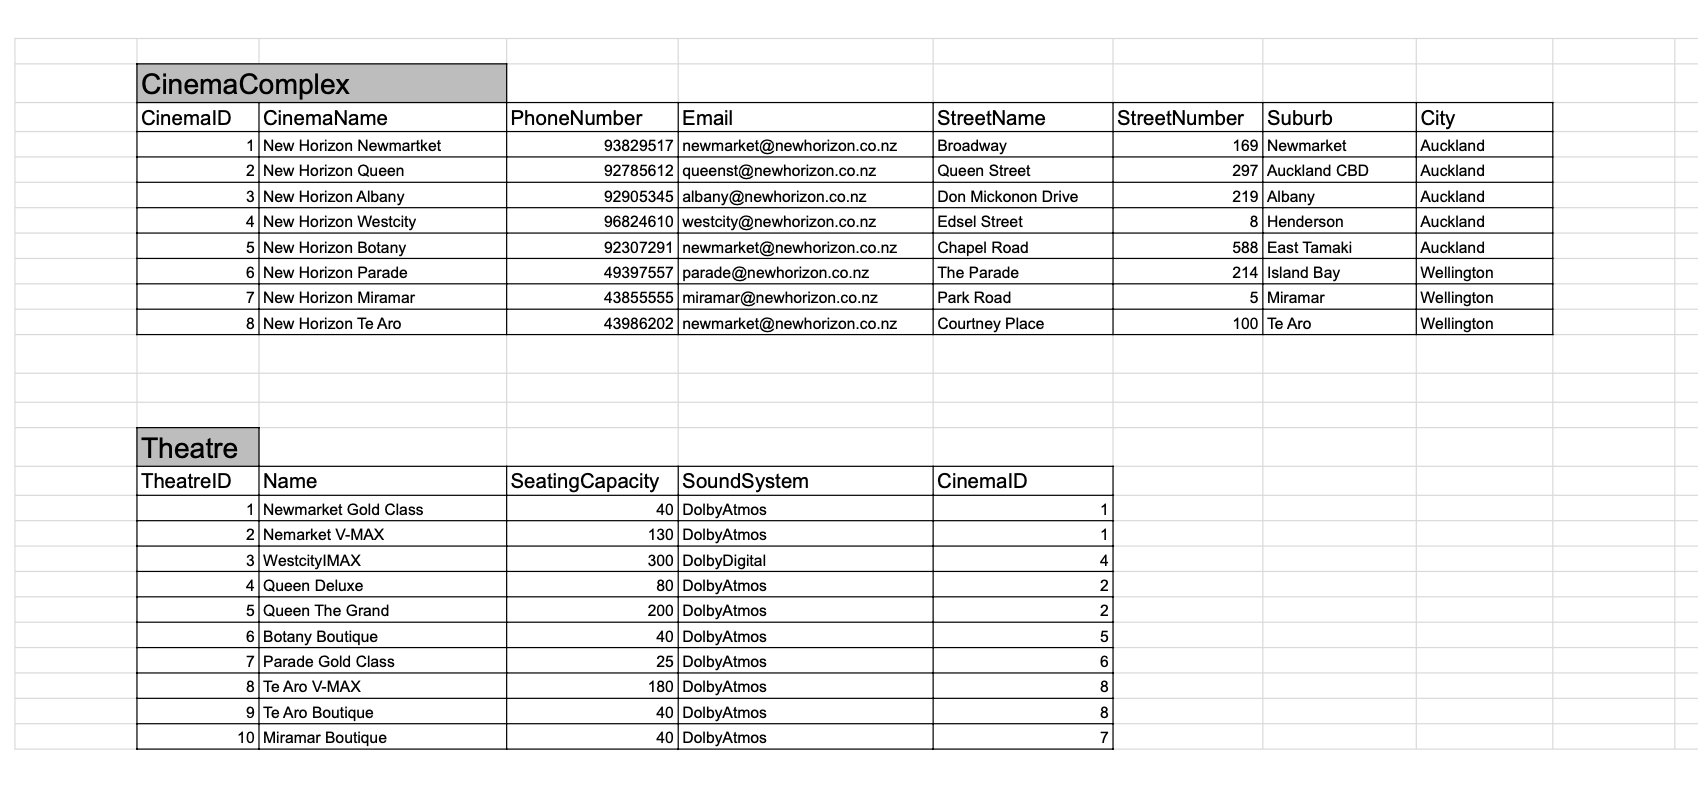 CinemaComplex
CinemaID CinemaName PhoneNumber Email StreetName StreetNumber Suburb City
1 New Horizon Newmartket 93829517 newmarket@newhorizon.co.nz Broadway 169 Newmarket Auckland
2 New Horizon Queen 92785612 queenst@newhorizon.co.nz Queen Street 297 Auckland CBD Auckland
3 New Horizon Albany 92905345 albany@newhorizon.co.nz Don Mickonon Drive 219 Albany Auckland
4 New Horizon Westcity 96824610 westcity@newhorizon.co.nz Edsel Street 8 Henderson Auckland
5 New Horizon Botany 92307291 newmarket@newhorizon.co.nz Chapel Road 588 East Tamaki Auckland
6 New Horizon Parade 49397557 parade@newhorizon.co.nz The Parade 214 Island Bay Wellington
7 New Horizon Miramar 43855555 miramar@newhorizon.co.nz Park Road 5 Miramar Wellington
8 New Horizon Te Aro 43986202 newmarket@newhorizon.co.nz Courtney Place 100 Te Aro Wellington
Theatre
TheatreID Name SeatingCapacity SoundSystem CinemaID
1 Newmarket Gold Class 40 DolbyAtmos 1
2 Nemarket V-MAX 130 DolbyAtmos 1
3 WestcityIMAX 300 DolbyDigital 4
4 Queen Deluxe 80 DolbyAtmos 2
5 Queen The Grand 200 DolbyAtmos 2
6 Botany Boutique 40 DolbyAtmos 5
7 Parade Gold Class 25 DolbyAtmos 6
8 Te Aro V-MAX 180 DolbyAtmos 8
9 Te Aro Boutique 40 DolbyAtmos 8
10 Miramar Boutique 40 DolbyAtmos 7